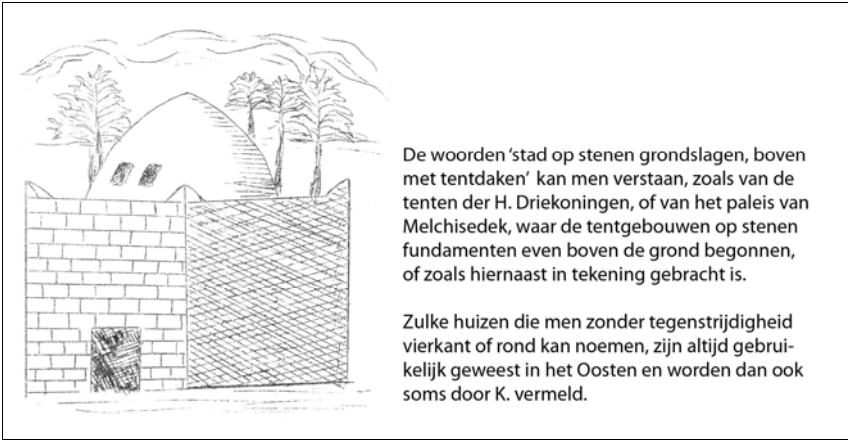 De woorden ‘stad op stenen grondslagen, boven
met tentdaken’ kan men verstaan, zoals van de
tenten der H. Driekoningen, of van het paleis van
Melchisedek, waar de tentgebouwen op stenen
fundamenten even boven de grond begonnen,
of zoals hiernaast in tekening gebracht is.
Zulke huizen die men zonder tegenstrijdigheid
vierkant of rond kan noemen, zijn altijd gebrui-
kelijk geweest in het Oosten en worden dan ook
soms door K. vermeld.